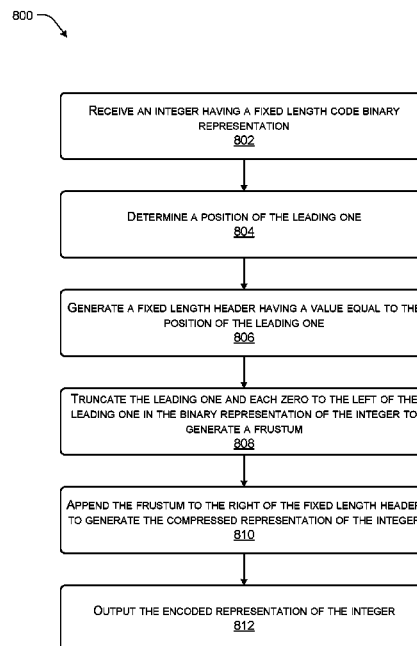 800
RECEIVE AN INTEGER HAVING A FIXED LENGTH CODE BINARY
REPRESENTATION
802
DETERMINE A POSITION OF THE LEADING ONE
804
GENERATE A FIXED LENGTH HEADER HAVING A VALUE EQUAL TO THE
POSITION OF THE LEADING ONE
806
TRUNCATE THE LEADING ONE AND EACH ZERO TO THE LEFT OF THE
LEADING ONE IN THE BINARY REPRESENTATION OF THE INTEGER TO
GENERATE A FRUSTUM
808
APPEND THE FRUSTUM TO THE RIGHT OF THE FIXED LENGTH HEADER
TO GENERATE THE COMPRESSED REPRESENTATION OF THE INTEGER
810
OUTPUT THE ENCODED REPRESENTATION OF THE INTEGER
812